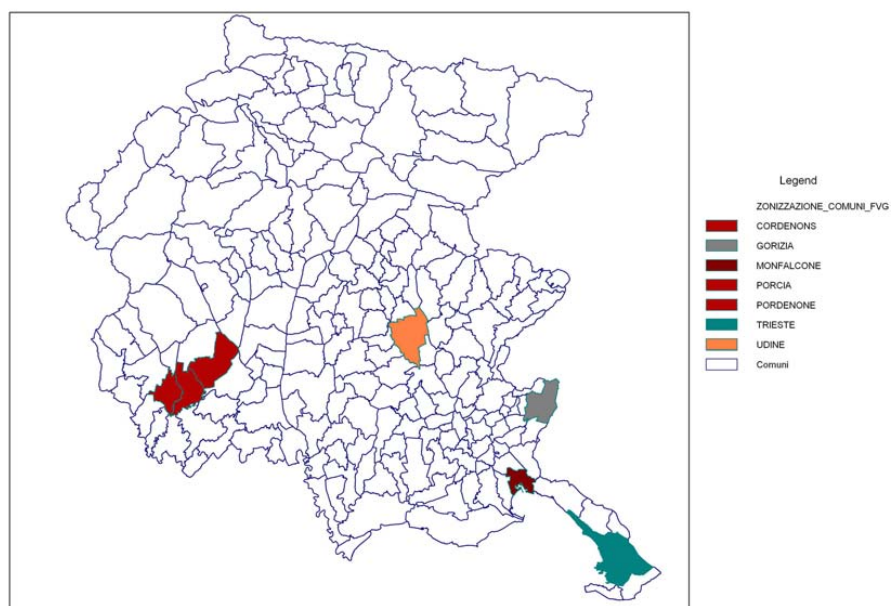 Legend
ZONIZZAZIONE_COMUNI_FVG
CORDENONS
GORIZIA
MONFALCONE
PORCIA
PORDENONE
TRIESTE
UDINE
Comuni